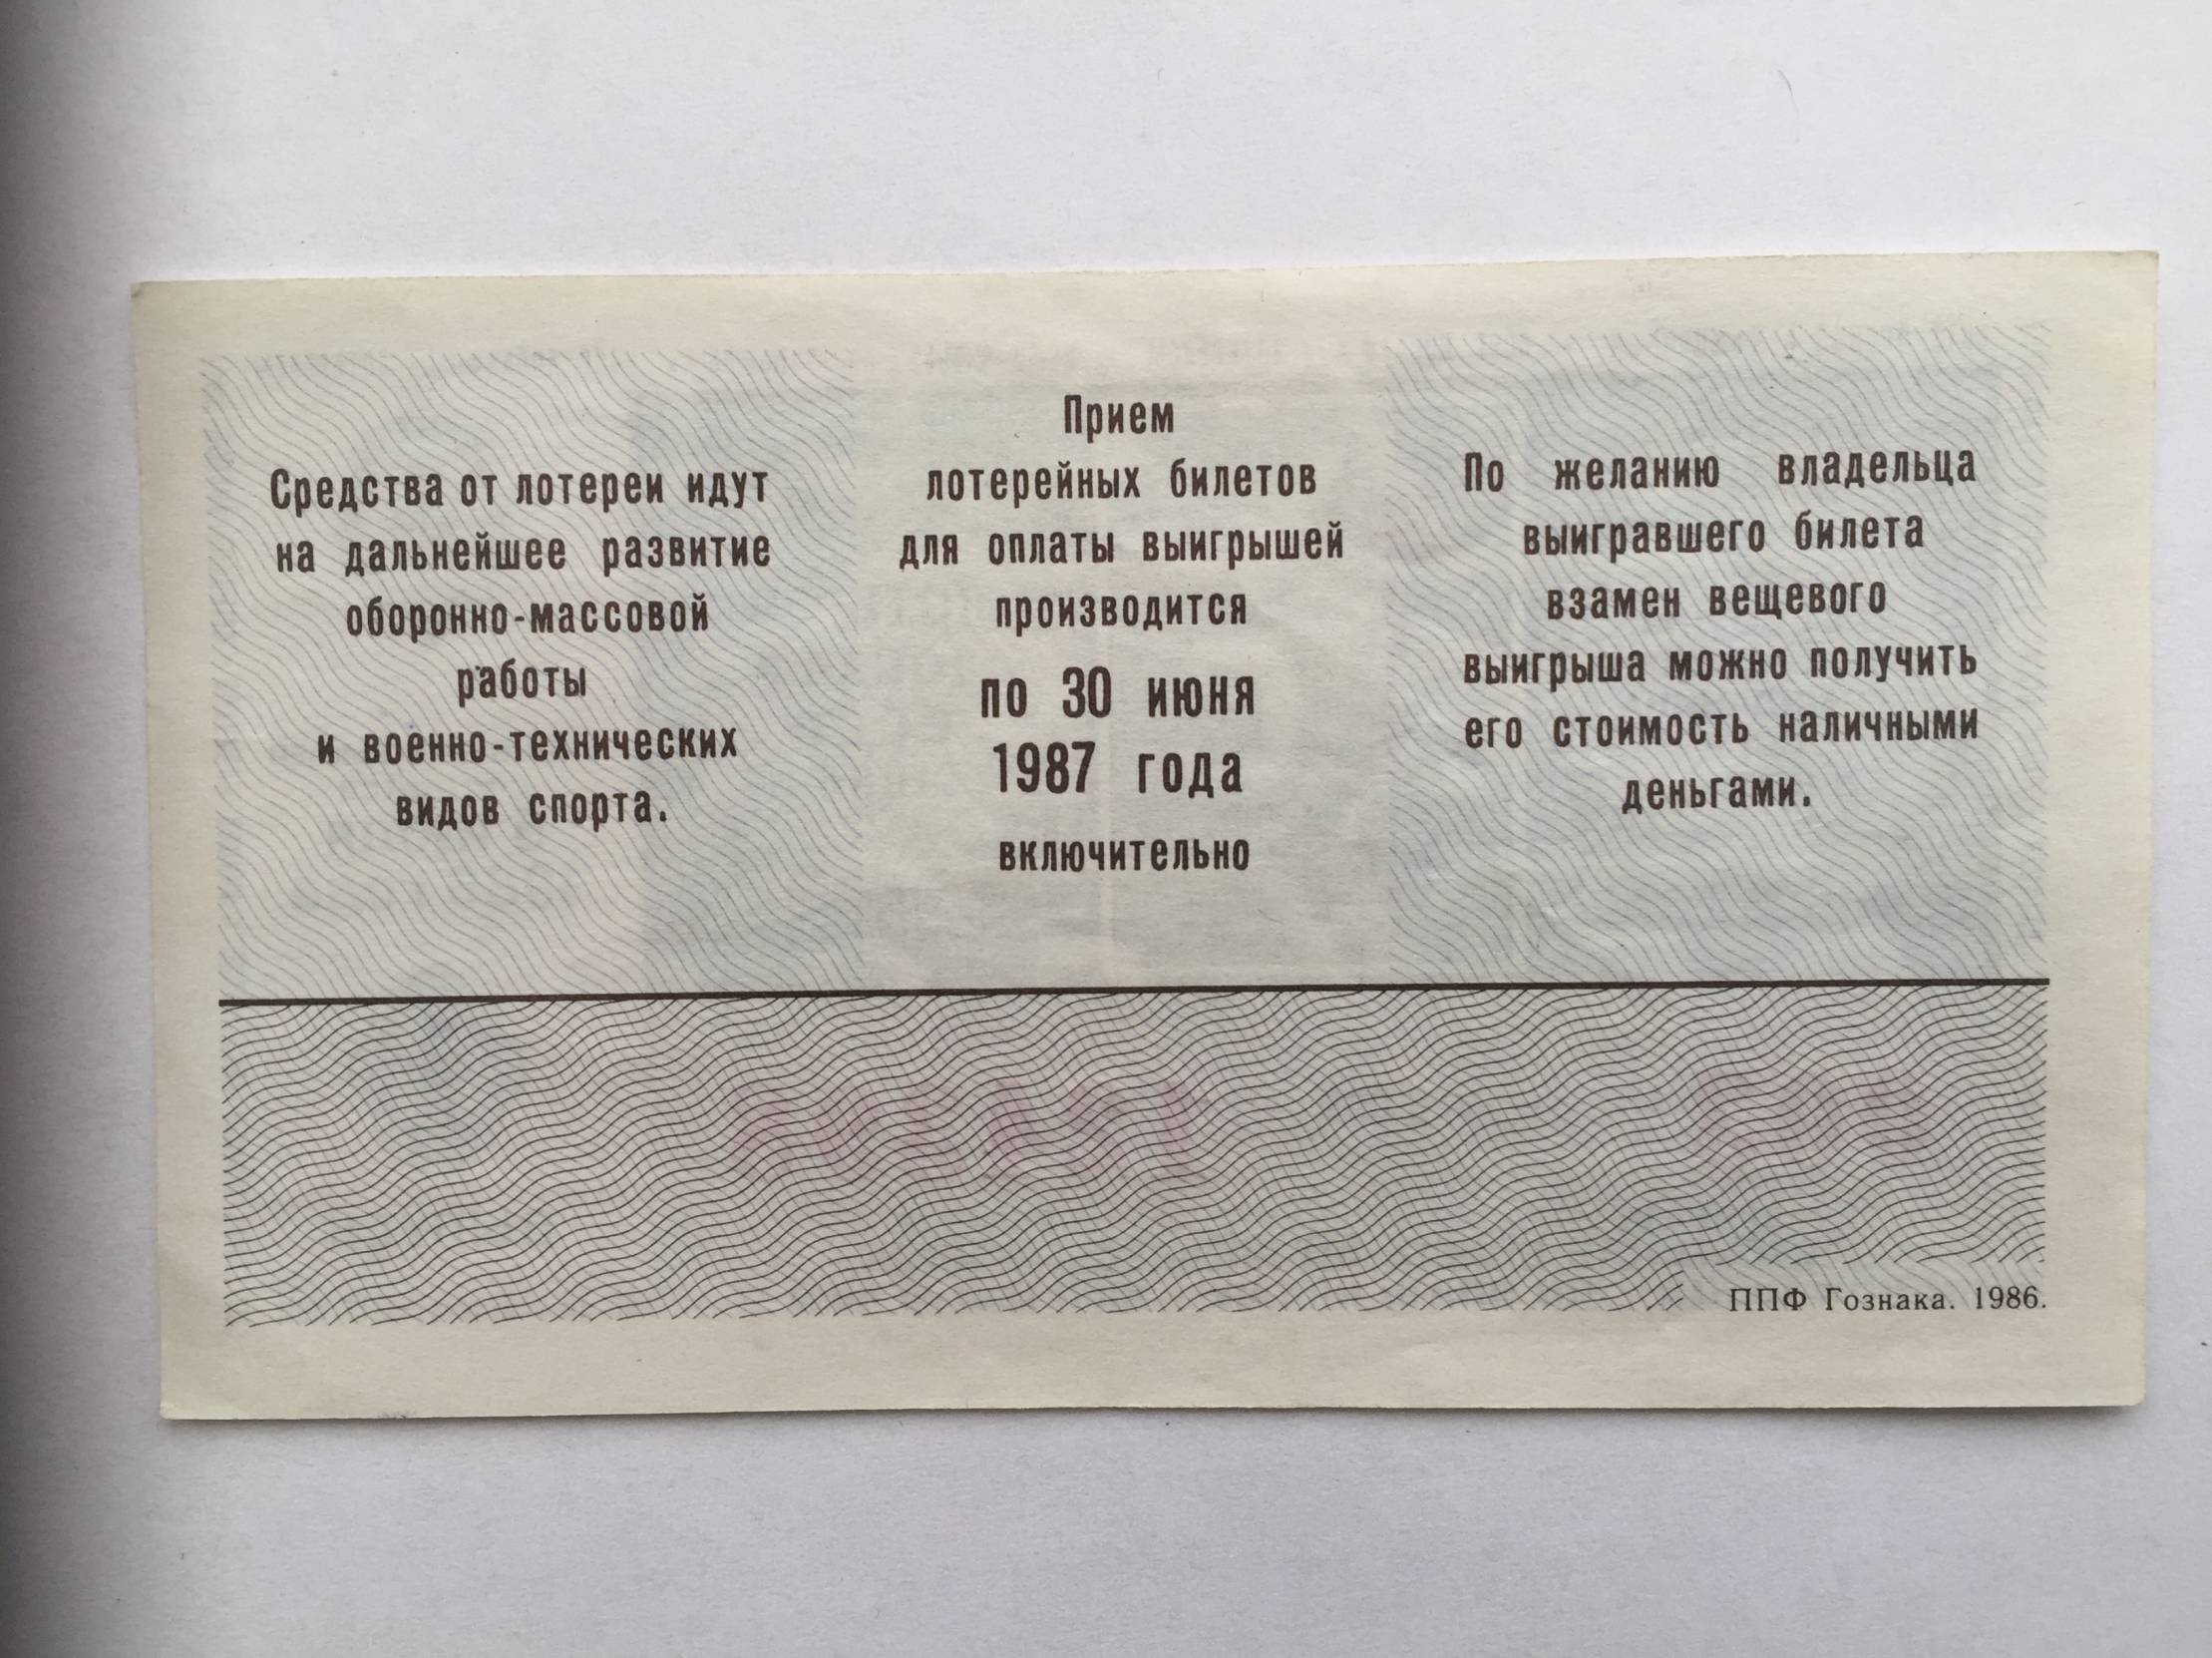 Средства от лотереи идут
на дальнейшее развитие
оборонно-массовой
работы
и военно-технических
видов спорта.
Прием
лотерейных билетов
для оплаты выигрышей
производится
по 30 июня
1987 года
включительно
По желанию владельца
выигравшего билета
взамен вещевого
выигрыша можно получить
его стоимость наличными
деньгами.
ППФ Гознака. 1986.